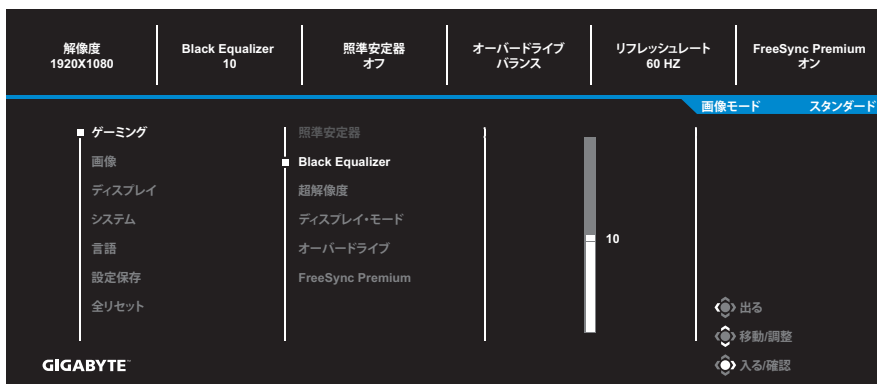 解像度 Black Equalizer 照準安定器 オーバードライブ リフレッシュレート FreeSync Premium
1920X1080 10 オフ バランス 60 HZ オン
画像モード スタンダード
ゲーミング
画像
ディスプレイ
システム
言語
設定保存
全リセット
照準安定器
Black Equalizer
超解像度
ディスプレイ・モード
オーバードライブ
FreeSync Premium
10
出る
移動/調整
入る/確認
GIGABYTE™